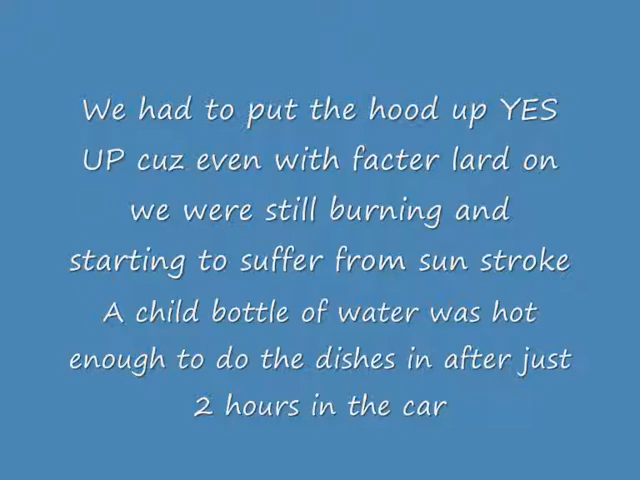 We had to put the hood up YES
UP cuz even with facter lard on
we were still burning and
starting to suffer from sun stroke
A child bottle of water was hot
enough to do the dishes in after just
2 hours in the car